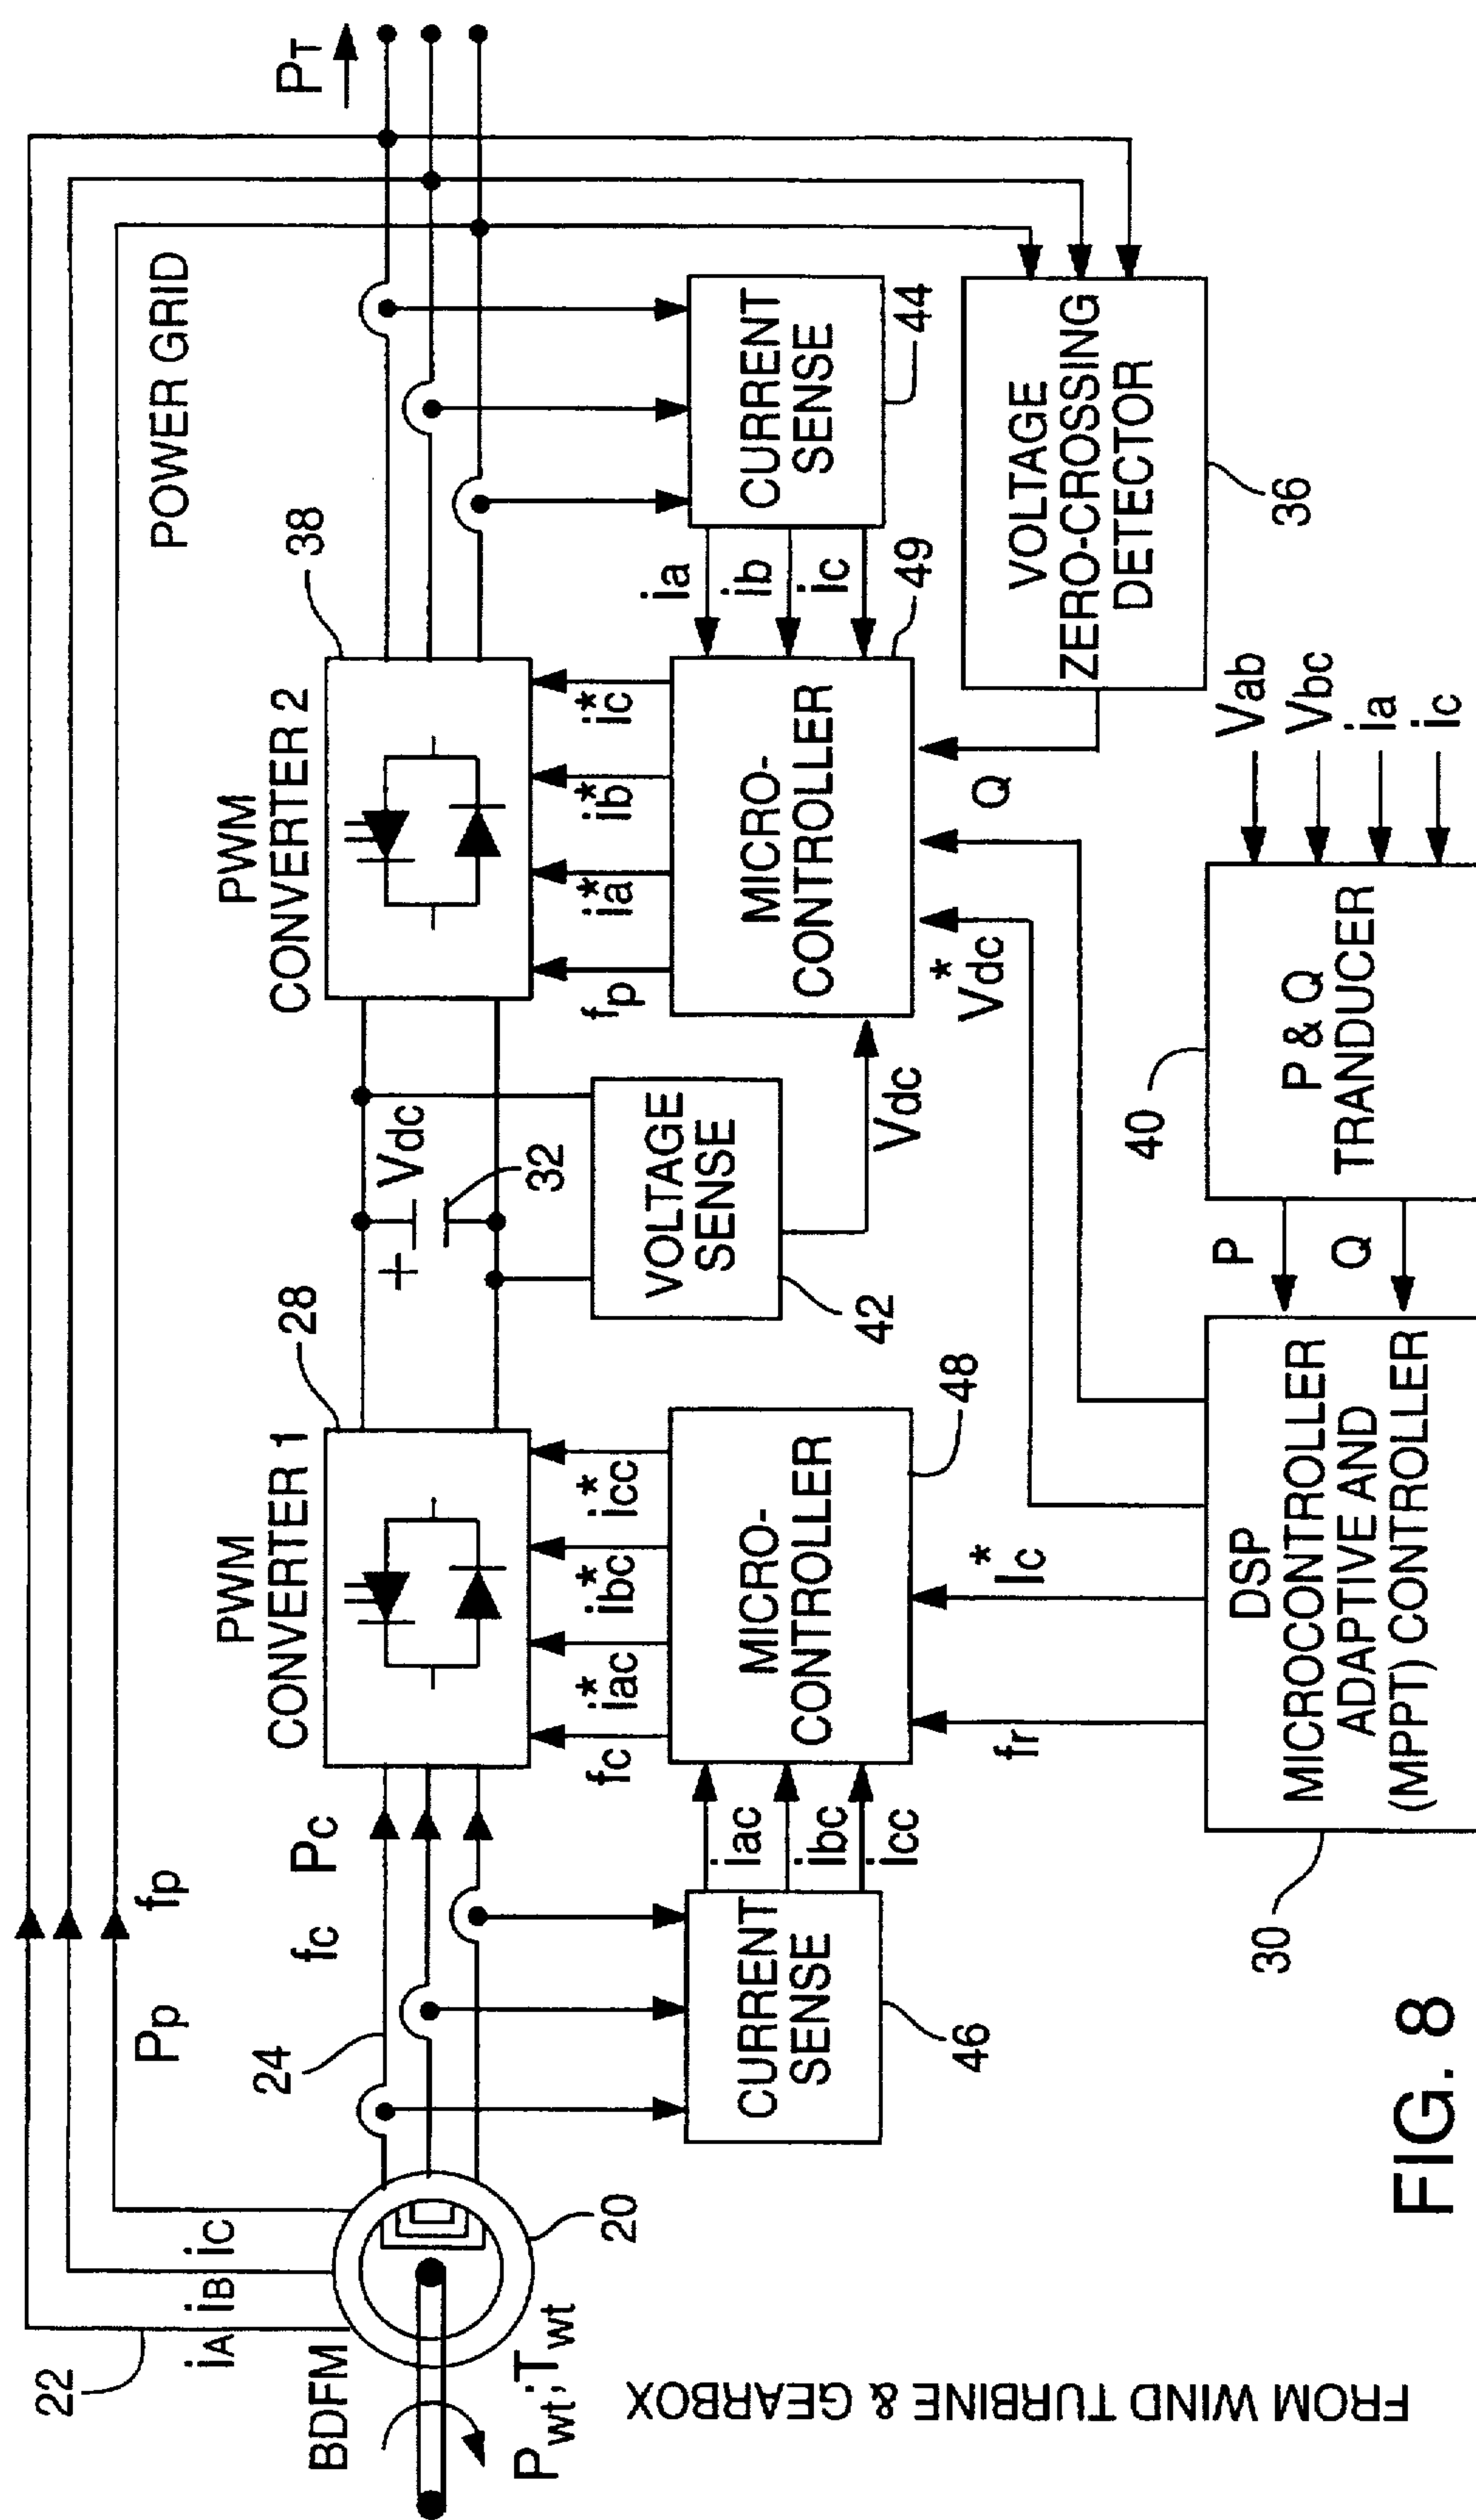 22
iA
iB
iC
Pp
fp
POWER GRID
PT
BDFM
24
fc
Pc
PWM
CONVERTER 1
28
+
Vdc
32
PWM
CONVERTER 2
38
Pwt, Twt
20
FROM WIND TURBINE & GEARBOX
fc
i*ac
i*bc
i*cc
VOLTAGE
SENSE
42
fp
i*a
i*b
i*c
CURRENT
SENSE
46
iac
ibc
icc
MICRO-
CONTROLLER
48
Vdc
MICRO-
CONTROLLER
49
ia
ib
ic
CURRENT
SENSE
44
fr
I*c
V*dc
Q
VOLTAGE
ZERO-CROSSING
DETECTOR
36
30
DSP
MICROCONTROLLER
ADAPTIVE AND
(MPPT) CONTROLLER
P
Q
40
P & Q
TRANDUCER
Vab
Vbc
ia
ic
FIG. 8